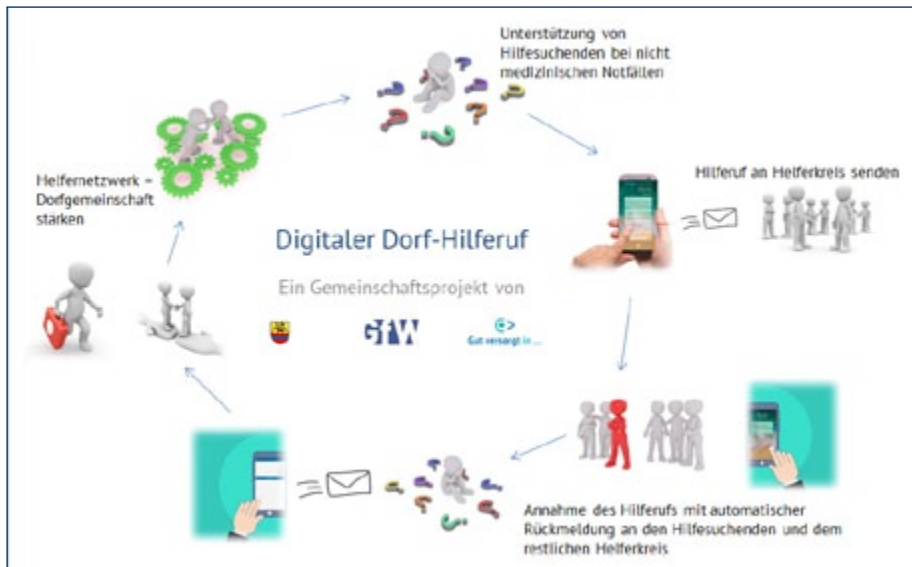 Unterstützung von
Hilfesuchenden bei nicht
medizinischen Notfällen
Helfernetzwerk –
Dorfgemeinschaft
stärken
Hilferuf an Helferkreis senden
Digitaler Dorf-Hilferuf
Ein Gemeinschaftsprojekt von
GfW
Gut versorgt in ...
Annahme des Hilferufs mit automatischer
Rückmeldung an den Hilfesuchenden und dem
restlichen Helferkreis